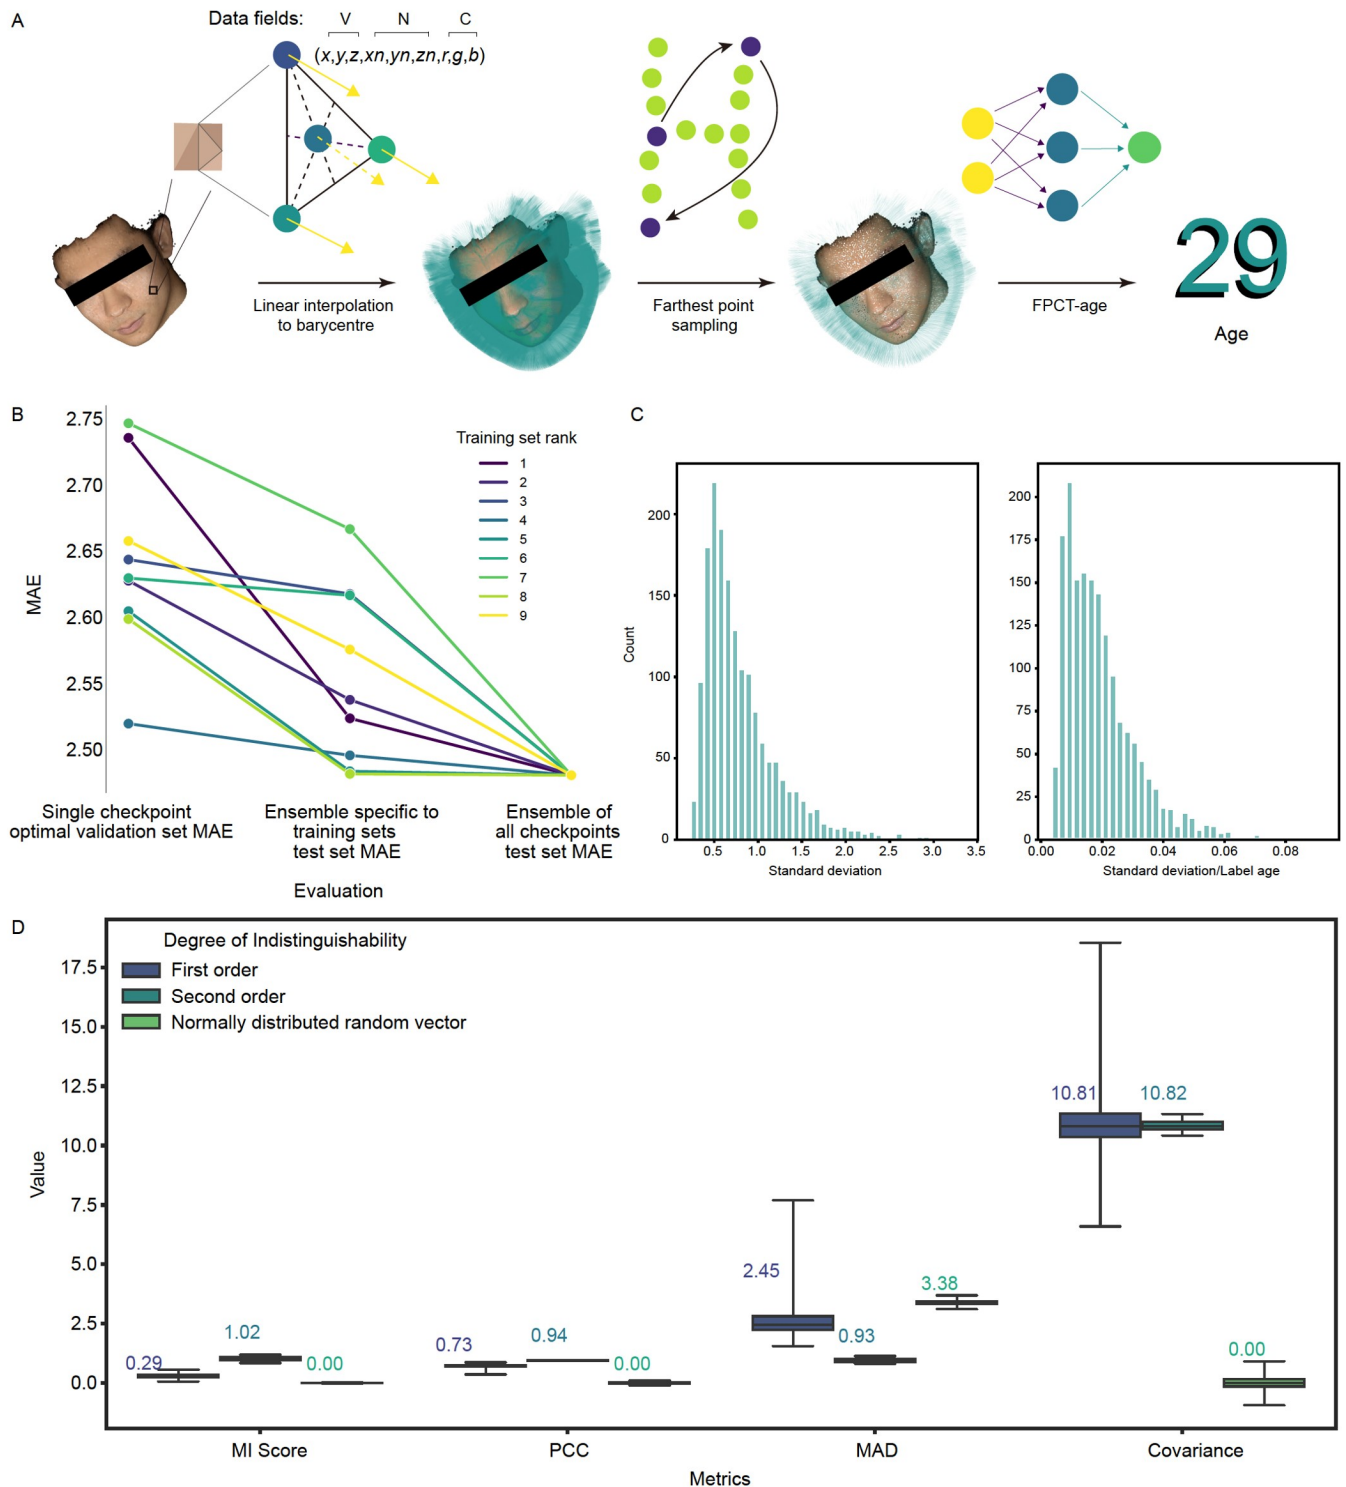 A
Data fields:
V
N
C
(x,y,z,xn,yn,zn,r,g,b)
Linear interpolation
to barycentre
Farthest point
sampling
FPCT-age
29
Age
B
2.75
2.70
2.65
2.60
2.55
2.50
MAE
Training set rank
1
2
3
4
5
6
7
8
9
Single checkpoint
optimal validation set MAE
Ensemble specific to
training sets
test set MAE
Ensemble of
all checkpoints
test set MAE
Evaluation
C
200
150
100
50
0
Count
0.5
1.0
1.5
2.0
2.5
3.0
3.5
Standard deviation
200
175
150
125
100
75
50
25
0
0.00
0.02
0.04
0.06
0.08
Standard deviation/Label age
D
Degree of Indistinguishability
First order
Second order
Normally distributed random vector
17.5
15.0
12.5
10.0
7.5
5.0
2.5
0.0
Value
0.29
1.02
0.00
0.73
0.94
0.00
2.45
0.93
3.38
10.81
10.82
0.00
MI Score
PCC
MAD
Covariance
Metrics